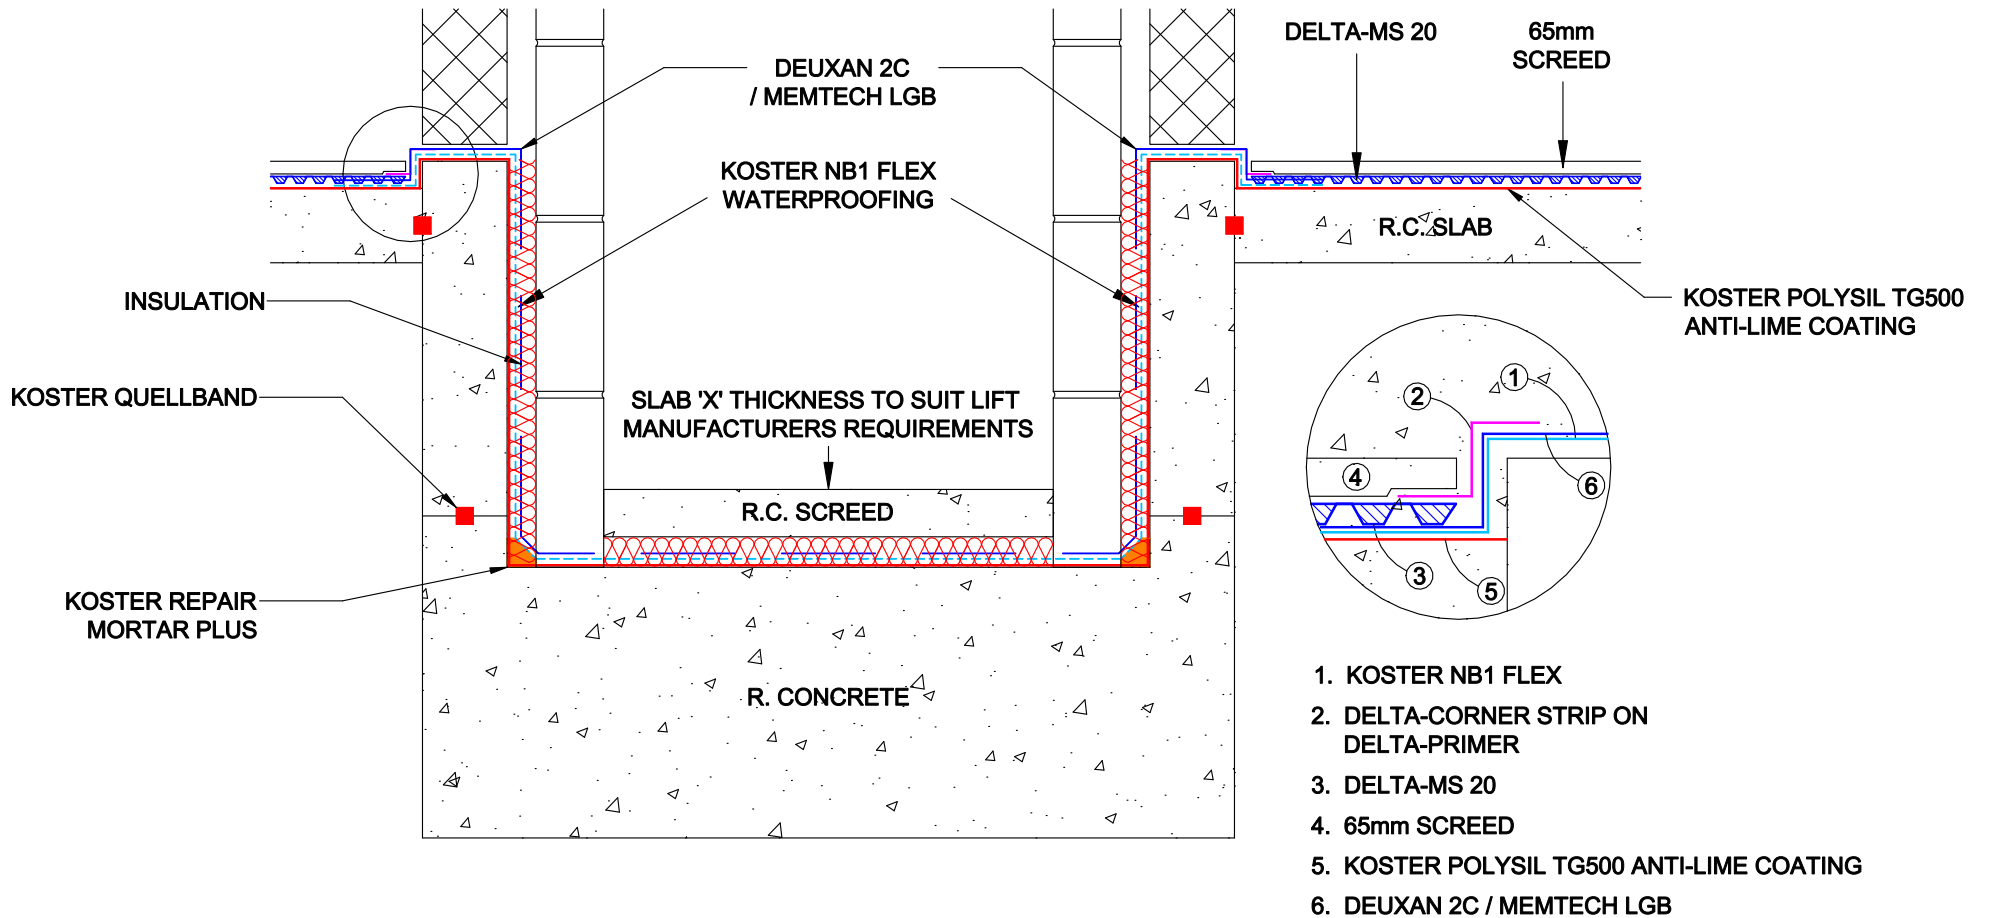 DELTA-MS 20
65mm
SCREED
DEUXAN 2C
/ MEMTECH LGB
KOSTER NB1 FLEX
WATERPROOFING
R.C. SLAB
INSULATION
KOSTER POLYSIL TG500
ANTI-LIME COATING
KOSTER QUELLBAND
SLAB 'X' THICKNESS TO SUIT LIFT
MANUFACTURERS REQUIREMENTS
R.C. SCREED
KOSTER REPAIR
MORTAR PLUS
R. CONCRETE
1
2
4
6
3
5
1. KOSTER NB1 FLEX
2. DELTA-CORNER STRIP ON
DELTA-PRIMER
3. DELTA-MS 20
4. 65mm SCREED
5. KOSTER POLYSIL TG500 ANTI-LIME COATING
6. DEUXAN 2C / MEMTECH LGB